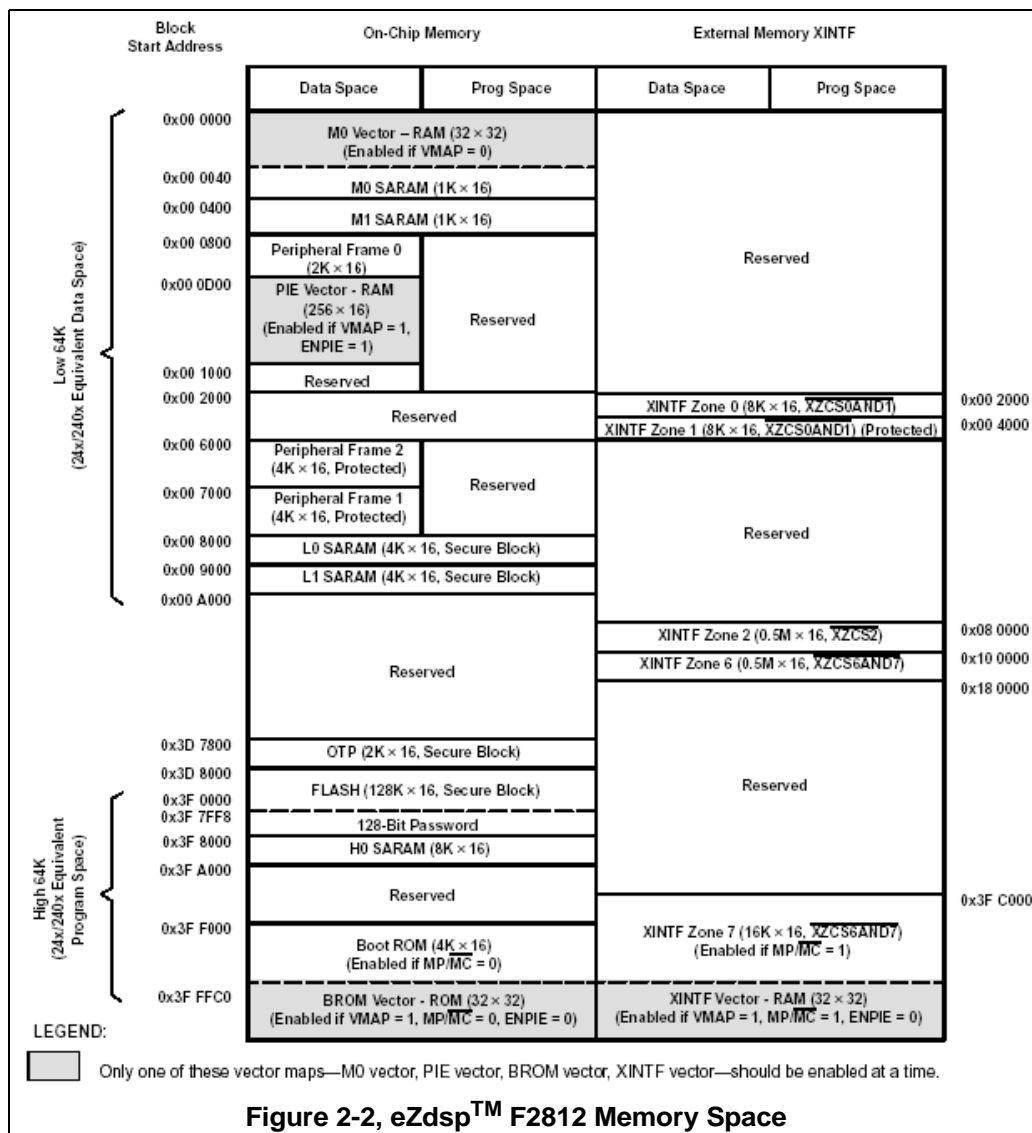 Block
Start Address
On-Chip Memory
External Memory XINTF
Data Space
Prog Space
Data Space
Prog Space
0x00 0000
M0 Vector – RAM (32 × 32)
(Enabled if VMAP = 0)
0x00 0040
M0 SARAM (1K × 16)
0x00 0400
M1 SARAM (1K × 16)
0x00 0800
Peripheral Frame 0
(2K × 16)
0x00 0D00
PIE Vector - RAM
(256 × 16)
(Enabled if VMAP = 1,
ENPIE = 1)
Reserved
Reserved
0x00 1000
Reserved
0x00 2000
Reserved
XINTF Zone 0 (8K × 16, XZCS0AND1)
0x00 2000
XINTF Zone 1 (8K × 16, XZCS0AND1) (Protected)
0x00 4000
Low 64K
(24x/240x Equivalent Data Space)
0x00 6000
Peripheral Frame 2
(4K × 16, Protected)
Reserved
0x00 7000
Peripheral Frame 1
(4K × 16, Protected)
0x00 8000
L0 SARAM (4K × 16, Secure Block)
Reserved
0x00 9000
L1 SARAM (4K × 16, Secure Block)
0x00 A000
Reserved
XINTF Zone 2 (0.5M × 16, XZCS2)
0x08 0000
XINTF Zone 6 (0.5M × 16, XZCS6AND7)
0x10 0000
0x18 0000
0x3D 7800
OTP (2K × 16, Secure Block)
0x3D 8000
FLASH (128K × 16, Secure Block)
Reserved
0x3F 0000
0x3F 7FF8
128-Bit Password
0x3F 8000
H0 SARAM (8K × 16)
0x3F A000
Reserved
0x3F C000
High 64K
(24x/240x Equivalent
Program Space)
0x3F F000
Boot ROM (4K × 16)
(Enabled if MP/MC = 0)
XINTF Zone 7 (16K × 16, XZCS6AND7)
(Enabled if MP/MC = 1)
0x3F FFC0
BROM Vector - ROM (32 × 32)
(Enabled if VMAP = 1, MP/MC = 0, ENPIE = 0)
XINTF Vector - RAM (32 × 32)
(Enabled if VMAP = 1, MP/MC = 1, ENPIE = 0)
LEGEND:
Only one of these vector maps—M0 vector, PIE vector, BROM vector, XINTF vector—should be enabled at a time.
Figure 2-2, eZdsp™ F2812 Memory Space